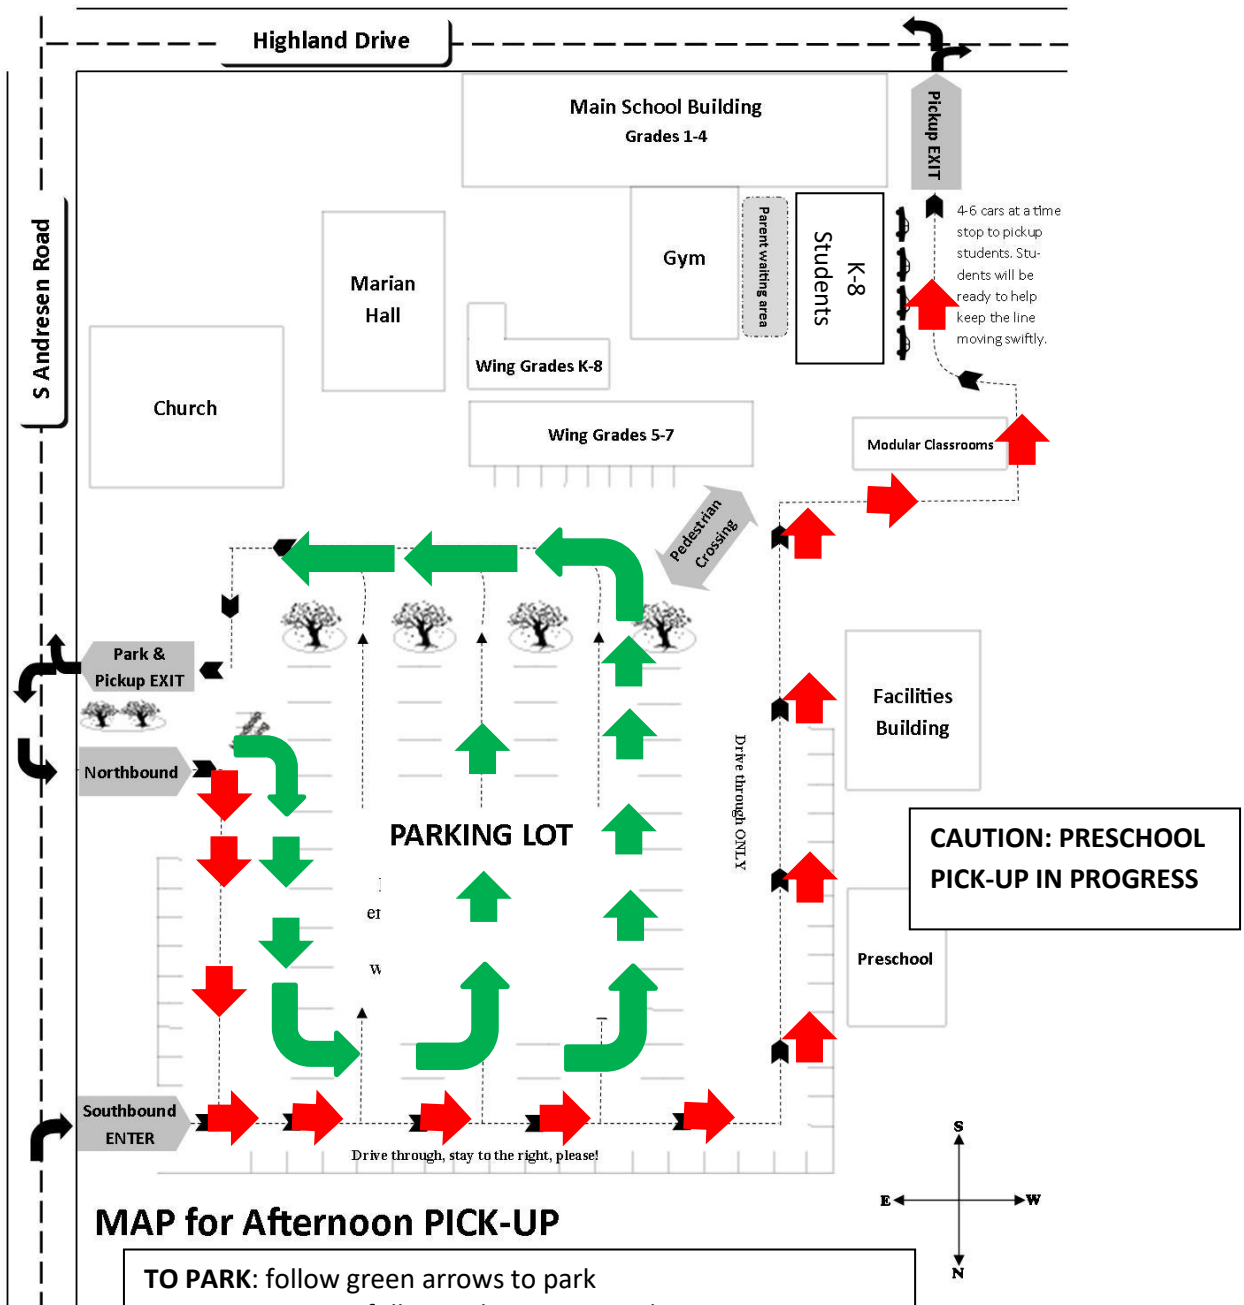 Highland Drive
S Andresen Road
Main School Building
Grades 1-4
Pickup EXIT
4-6 cars at a time
stop to pickup
students. Stu-
dents will be
ready to help
keep the line
moving swiftly.
Parent waiting area
K-8
Students
Gym
Marian
Hall
Wing Grades K-8
Church
Wing Grades 5-7
Modular Classrooms
Pedestrian
Crossing
Park &
Pickup EXIT
Facilities
Building
Northbound
Drive through ONLY
PARKING LOT
CAUTION: PRESCHOOL
PICK-UP IN PROGRESS
er
w
Preschool
Southbound
ENTER
Drive through, stay to the right, please!
S
E
W
N
MAP for Afternoon PICK-UP
TO PARK: follow green arrows to park